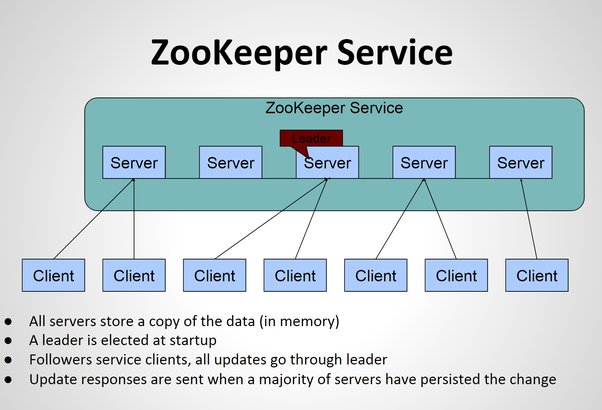 ZooKeeper Service
ZooKeeper Service
Leader
Server Server Server Server Server
Client Client Client Client Client Client Client
● All servers store a copy of the data (in memory)
● A leader is elected at startup
● Followers service clients, all updates go through leader
● Update responses are sent when a majority of servers have persisted the change